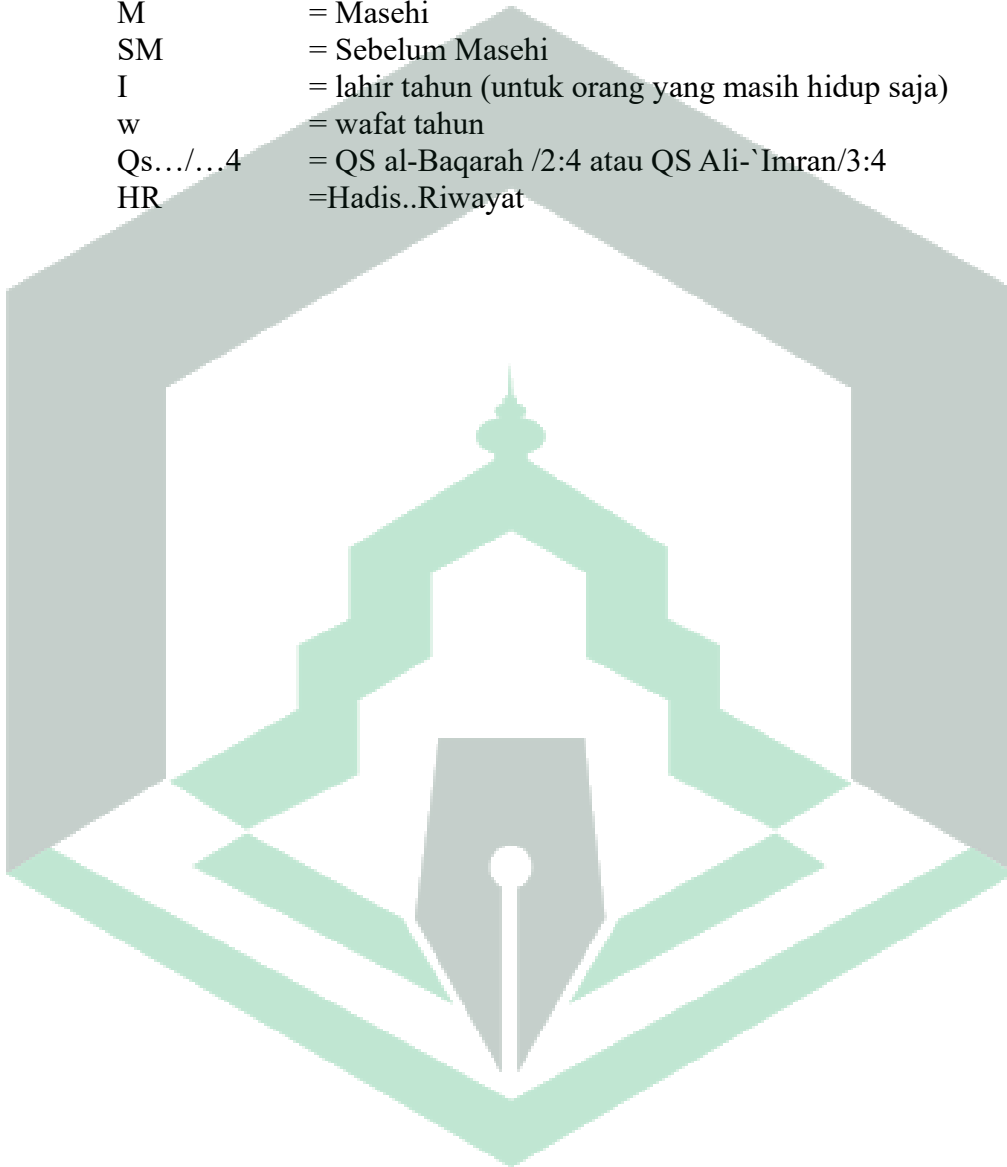 M = Masehi
SM = Sebelum Masehi
I = lahir tahun (untuk orang yang masih hidup saja)
w = wafat tahun
Qs…/…4 = QS al-Baqarah /2:4 atau QS Ali-`Imran/3:4
HR =Hadis..Riwayat